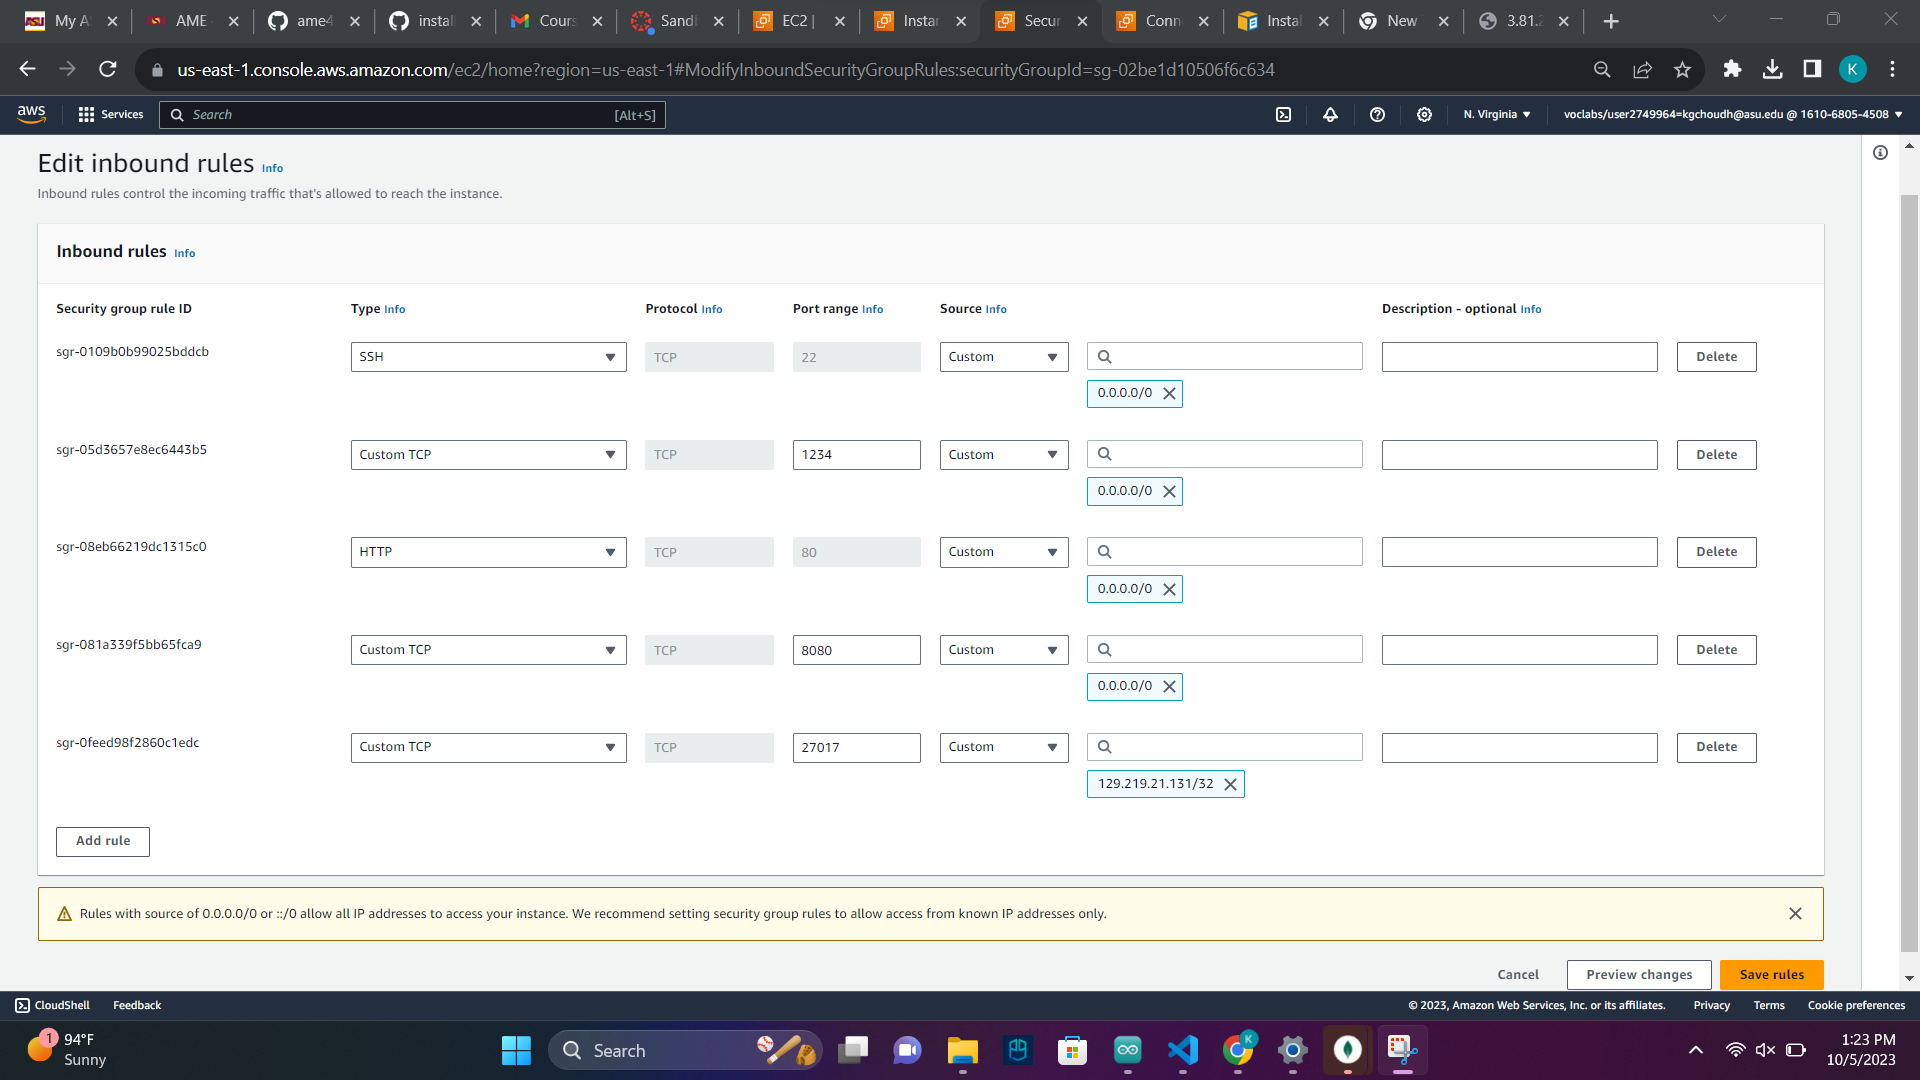 My A
AME
ame4
instal
Cours
Sandl
EC2 |
Instar
Secur
Conn
Instal
New
3.81.2
us-east-1.console.aws.amazon.com/ec2/home?region=us-east-1#ModifyInboundSecurityGroupRules:securityGroupId=sg-02be1d10506f6c634
K
aws
Services
Search
[Alt+S]
N. Virginia
voclabs/user2749964=kgchoudh@asu.edu @ 1610-6805-4508
Edit inbound rules Info
Inbound rules control the incoming traffic that's allowed to reach the instance.
Inbound rules Info
Security group rule ID
Type Info
Protocol Info
Port range Info
Source Info
Description - optional Info
sgr-0109b0b99025bddcb
SSH
TCP
22
Custom
Delete
0.0.0.0/0
sgr-05d3657e8ec6443b5
Custom TCP
TCP
1234
Custom
Delete
0.0.0.0/0
sgr-08eb66219dc1315c0
HTTP
TCP
80
Custom
Delete
0.0.0.0/0
sgr-081a339f5bb65fca9
Custom TCP
TCP
8080
Custom
Delete
0.0.0.0/0
sgr-0feed98f2860c1edc
Custom TCP
TCP
27017
Custom
Delete
129.219.21.131/32
Add rule
Rules with source of 0.0.0.0/0 or ::/0 allow all IP addresses to access your instance. We recommend setting security group rules to allow access from known IP addresses only.
Cancel
Preview changes
Save rules
CloudShell
Feedback
© 2023, Amazon Web Services, Inc. or its affiliates.
Privacy
Terms
Cookie preferences
1
94°F
Sunny
Search
K
1:23 PM
10/5/2023